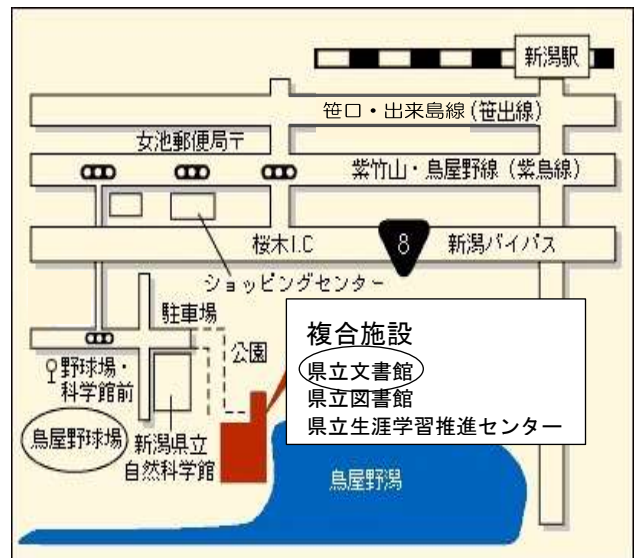 新潟駅
笹口・出来島線(笹出線)
女池郵便局〒
紫竹山・鳥屋野線(紫鳥線)
桜木I.C
8
新潟バイパス
ショッピングセンター
駐車場
公園
複合施設
県立文書館
県立図書館
県立生涯学習推進センター
野球場・
科学館前
鳥屋野球場
新潟県立
自然科学館
鳥屋野潟